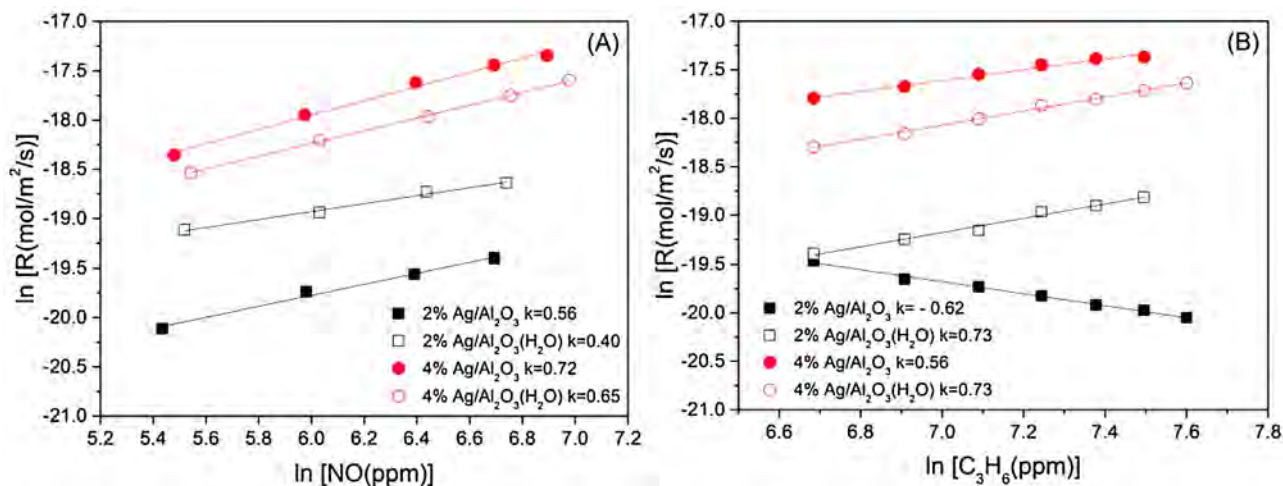 (A)
ln [R(mol/m²/s)]
-17.0
-17.5
-18.0
-18.5
-19.0
-19.5
-20.0
-20.5
-21.0
2% Ag/Al₂O₃ k=0.56
2% Ag/Al₂O₃(H₂O) k=0.40
4% Ag/Al₂O₃ k=0.72
4% Ag/Al₂O₃(H₂O) k=0.65
5.2 5.4 5.6 5.8 6.0 6.2 6.4 6.6 6.8 7.0 7.2
ln [NO(ppm)]
(B)
ln [R(mol/m²/s)]
-17.0
-17.5
-18.0
-18.5
-19.0
-19.5
-20.0
-20.5
-21.0
2% Ag/Al₂O₃ k= - 0.62
2% Ag/Al₂O₃(H₂O) k=0.73
4% Ag/Al₂O₃ k=0.56
4% Ag/Al₂O₃(H₂O) k=0.73
6.6 6.8 7.0 7.2 7.4 7.6 7.8
ln [C₃H₆(ppm)]